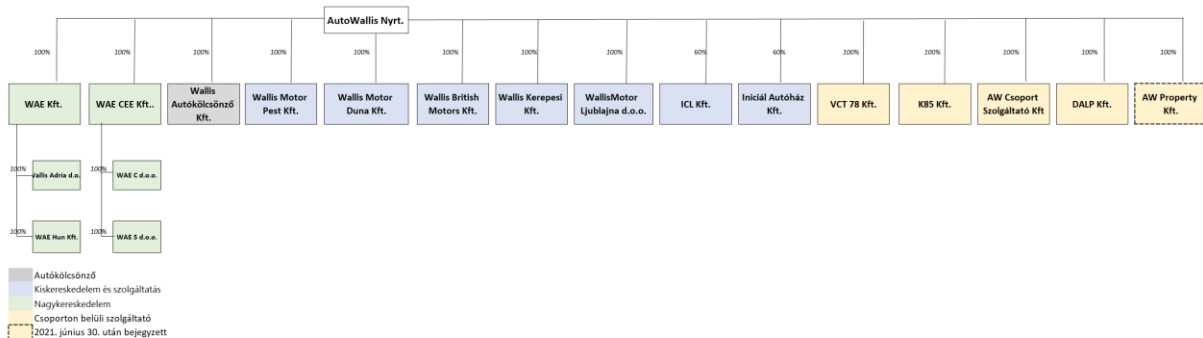 AutoWallis Nyrt.
100%
100%
100%
100%
100%
100%
100%
100%
60%
60%
100%
100%
100%
100%
100%
WAE Kft.
WAE CEE Kft..
Wallis
Autókölcsönző
Kft.
Wallis Motor
Pest Kft.
Wallis Motor
Duna Kft.
Wallis British
Motors Kft.
Wallis Kerepesi
Kft.
WallisMotor
Ljublajna d.o.o.
ICL Kft.
Iniciál Autóház
Kft.
VCT 78 Kft.
K85 Kft.
AW Csoport
Szolgáltató Kft
DALP Kft.
AW Property
Kft.
100%
Wallis Adria d.o.
100%
WAE C d.o.o.
100%
WAE Hun Kft.
100%
WAE S d.o.o.
Autókölcsönző
Kiskereskedelem és szolgáltatás
Nagykereskedelem
Csoporton belüli szolgáltató
2021. június 30. után bejegyzett